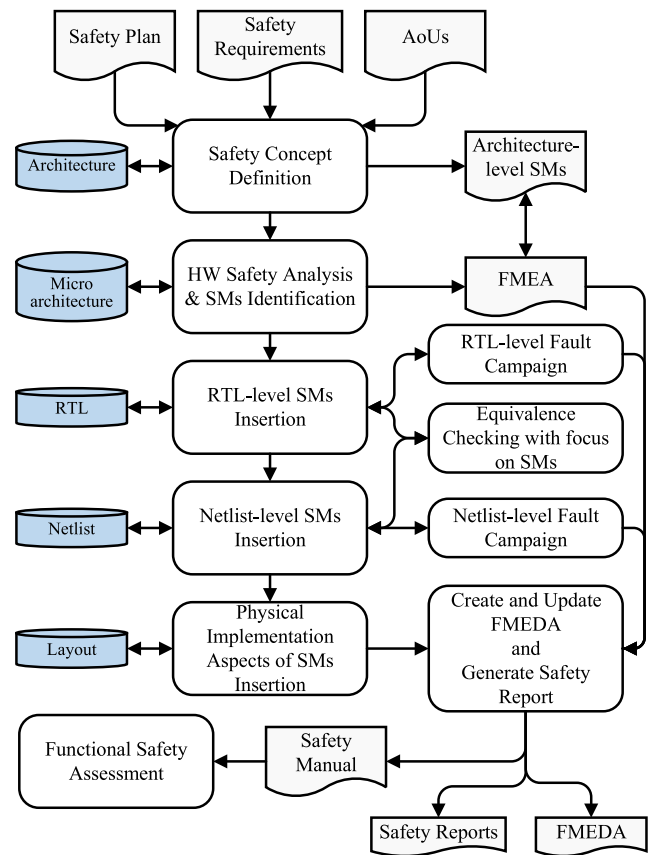 Safety Plan
Safety
Requirements
AoUs
Architecture
Safety Concept
Definition
Architecture-
level SMs
Micro
architecture
HW Safety Analysis
& SMs Identification
FMEA
RTL-level Fault
Campaign
RTL
RTL-level SMs
Insertion
Equivalence
Checking with focus
on SMs
Netlist
Netlist-level SMs
Insertion
Netlist-level Fault
Campaign
Layout
Physical
Implementation
Aspects of SMs
Insertion
Create and Update
FMEDA
and
Generate Safety
Report
Functional Safety
Assessment
Safety
Manual
Safety Reports
FMEDA